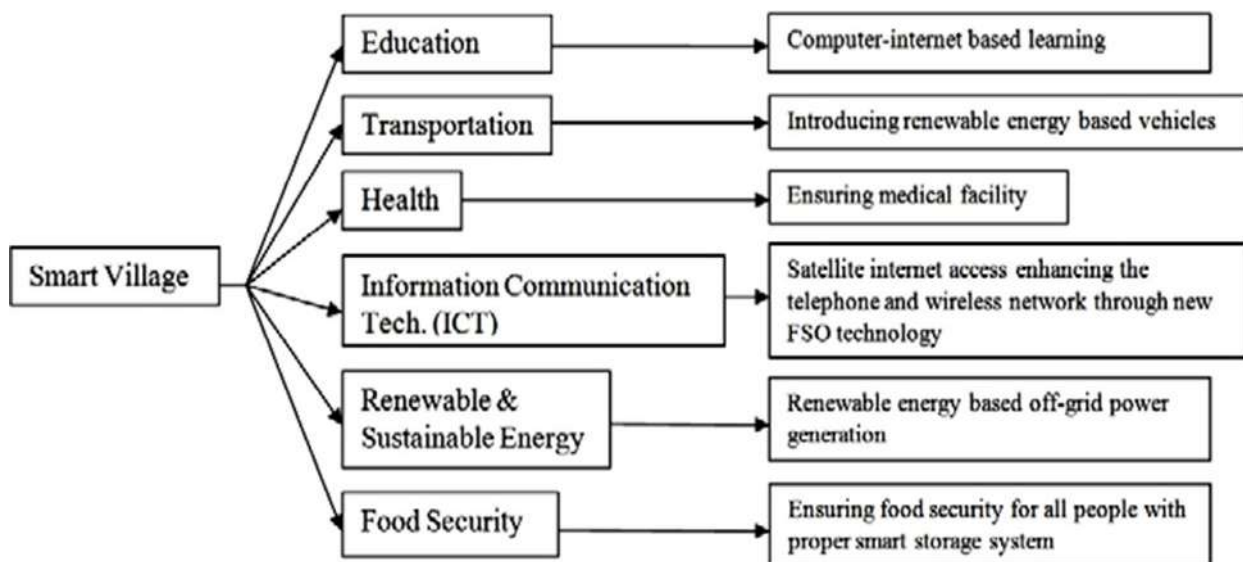 Smart Village
Education
Computer-internet based learning
Transportation
Introducing renewable energy based vehicles
Health
Ensuring medical facility
Information Communication
Tech. (ICT)
Satellite internet access enhancing the
telephone and wireless network through new
FSO technology
Renewable &
Sustainable Energy
Renewable energy based off-grid power
generation
Food Security
Ensuring food security for all people with
proper smart storage system